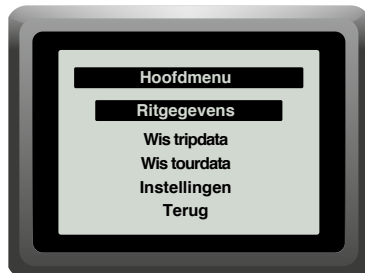 Hoofdmenu
Ritgegevens
Wis tripdata
Wis tourdata
Instellingen
Terug